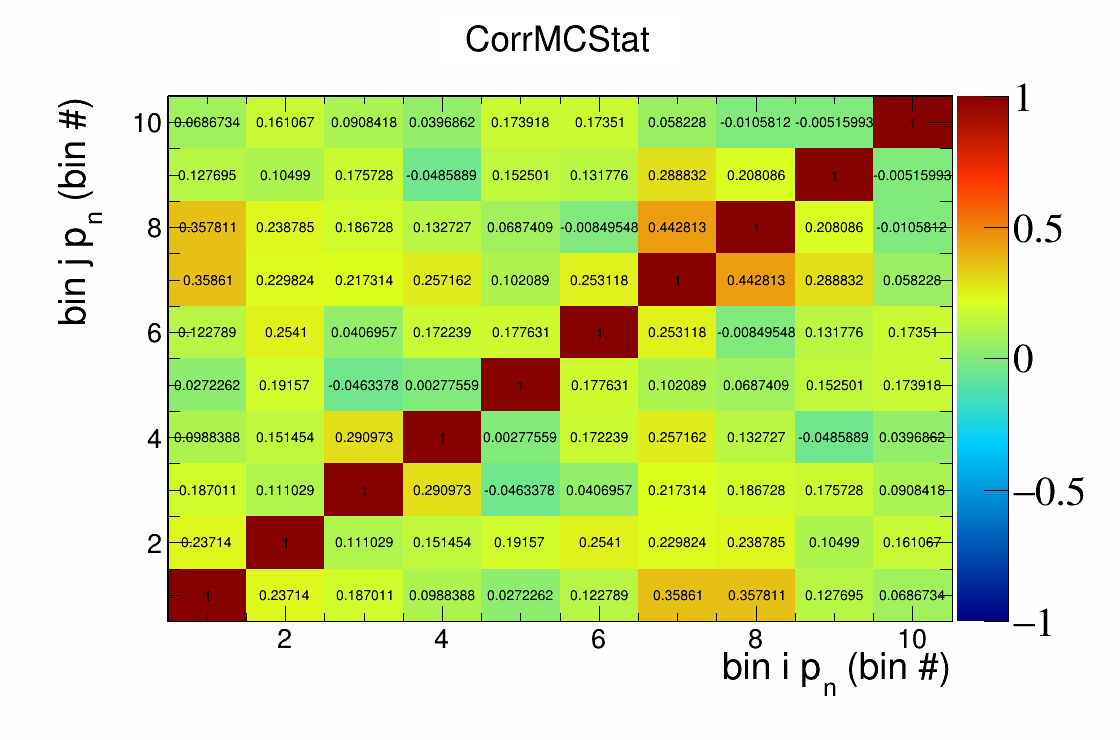 CorrMCStat
bin j pn (bin #)
10 0.0686734 0.161067 0.0908418 0.0396862 0.173918 0.17351 0.058228 -0.0105812 -0.00515993 1
0.127695 0.10499 0.175728 -0.0485889 0.152501 0.131776 0.288832 0.208086 1 -0.00515993
8 0.357811 0.238785 0.186728 0.132727 0.0687409 -0.00849548 0.442813 1 0.208086 -0.0105812
0.35861 0.229824 0.217314 0.257162 0.102089 0.253118 1 0.442813 0.288832 0.058228
6 0.122789 0.2541 0.0406957 0.172239 0.177631 1 0.253118 -0.00849548 0.131776 0.17351
0.0272262 0.19157 -0.0463378 0.00277559 1 0.177631 0.102089 0.0687409 0.152501 0.173918
4 0.0988388 0.151454 0.290973 1 0.00277559 0.172239 0.257162 0.132727 -0.0485889 0.0396862
0.187011 0.111029 1 0.290973 -0.0463378 0.0406957 0.217314 0.186728 0.175728 0.0908418
2 0.23714 1 0.111029 0.151454 0.19157 0.2541 0.229824 0.238785 0.10499 0.161067
1 0.23714 0.187011 0.0988388 0.0272262 0.122789 0.35861 0.357811 0.127695 0.0686734
2 4 6 8 10
bin i pn (bin #)
1
0.5
0
−0.5
−1